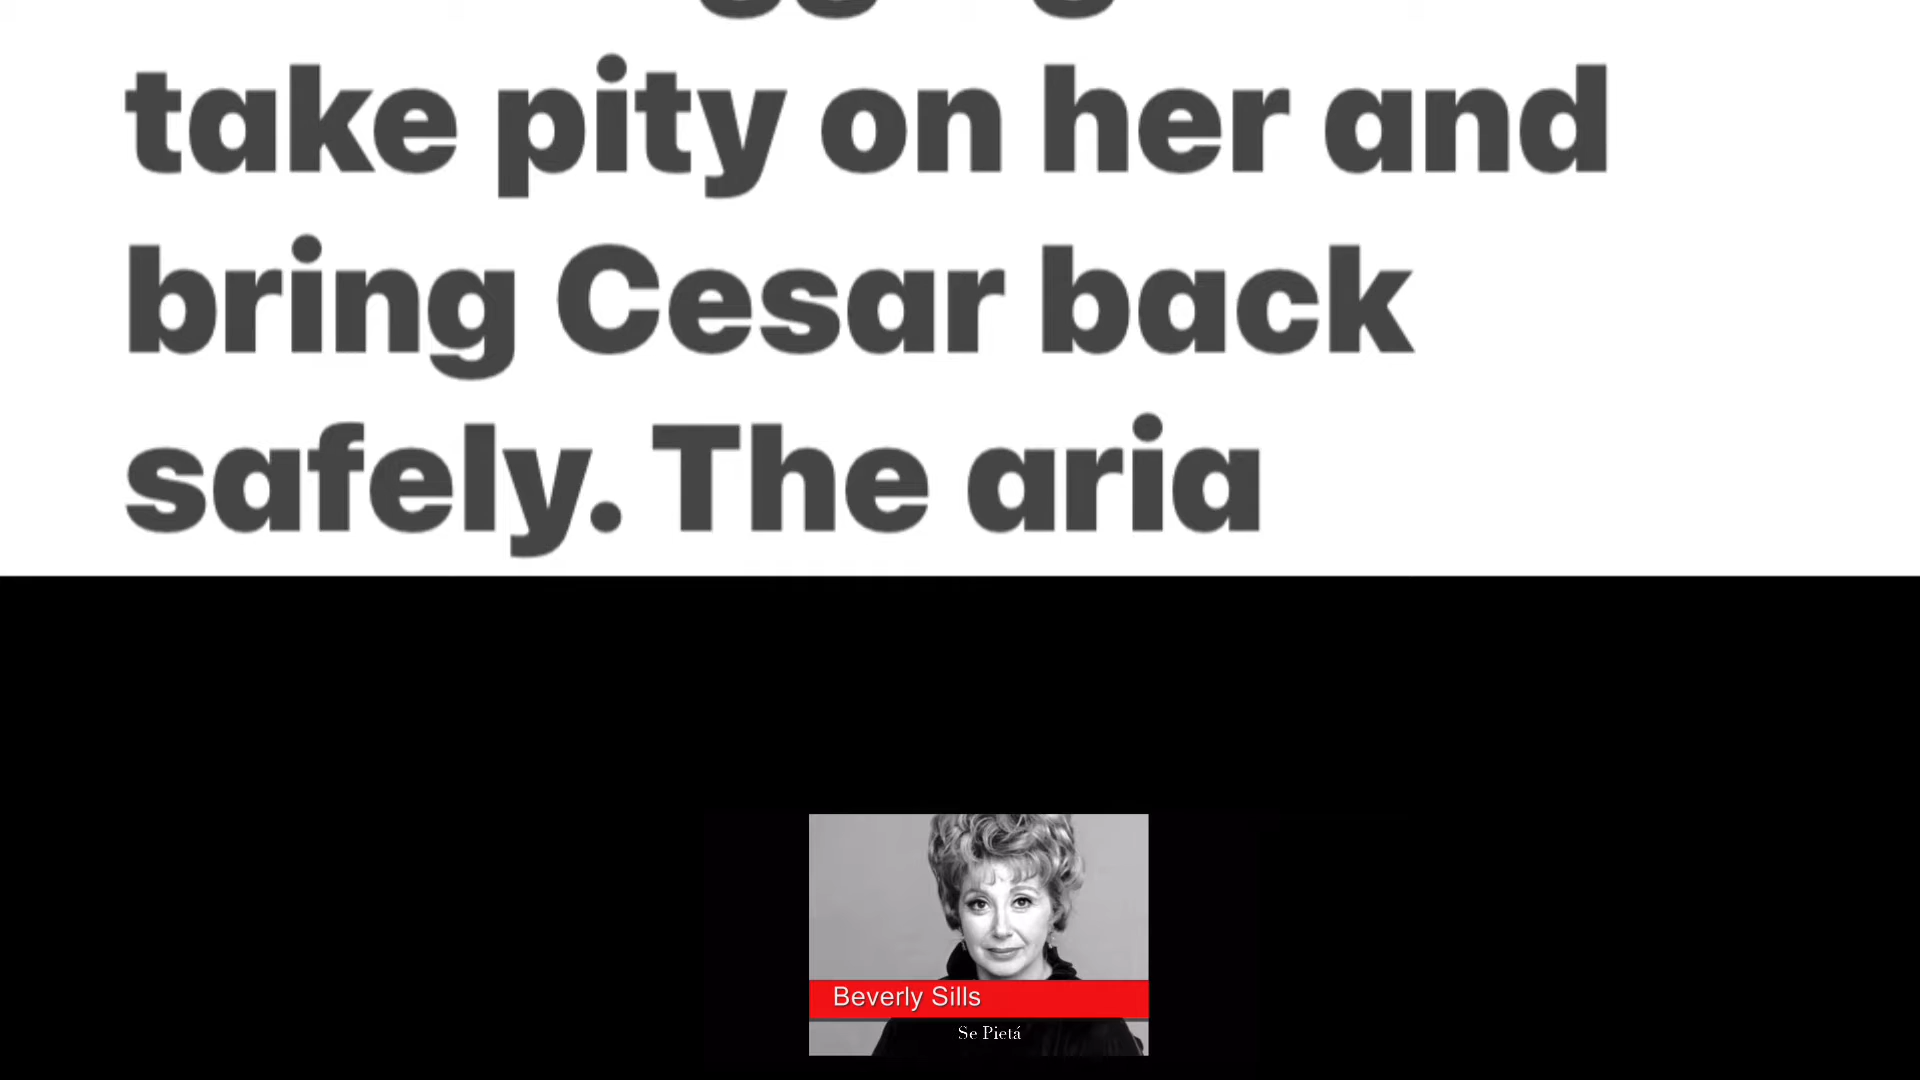 take pity on her and
bring Cesar back
safely. The aria
Beverly Sills
Se Pietá